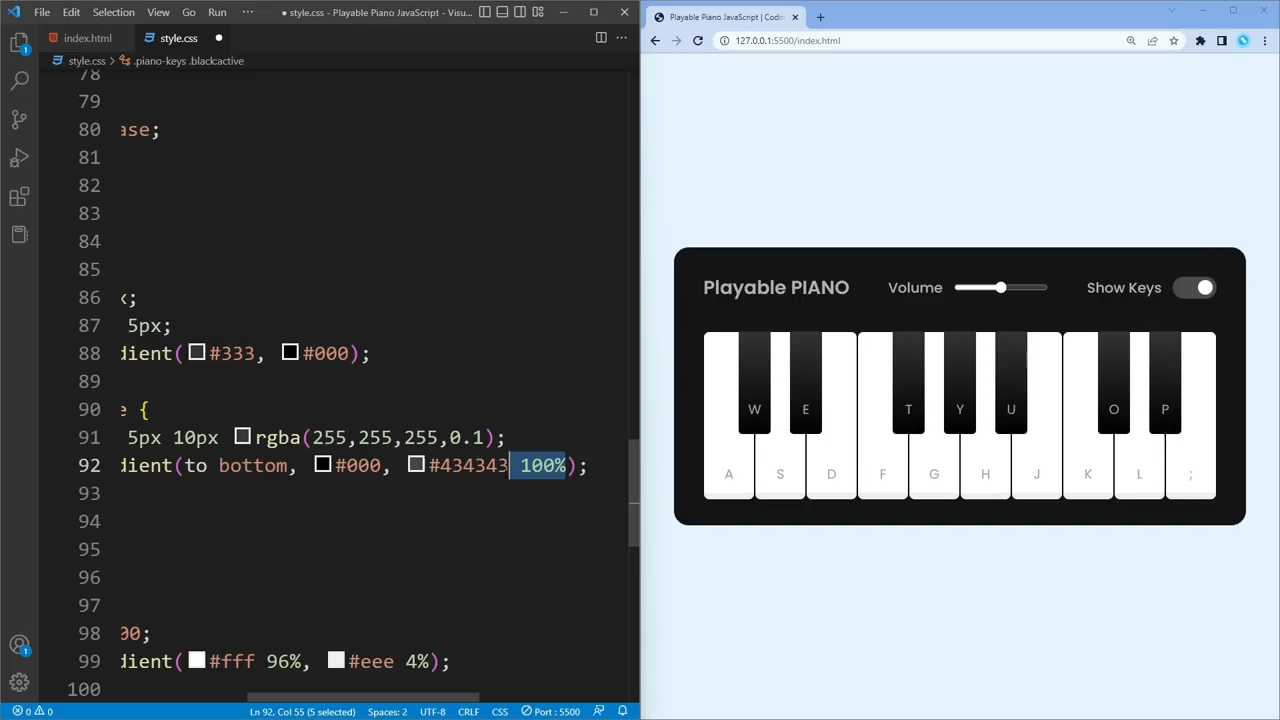 File Edit Selection View Go Run ··· ● style.css - Playable Piano JavaScript - Visu...
index.html style.css ●
style.css > .piano-keys .black.active
78
79
80 ase;
81
82
83
84
85
86 x;
87 5px;
88 dient(#333, #000);
89
90 e {
91 5px 10px rgba(255,255,255,0.1);
92 dient(to bottom, #000, #434343 100%);
93
94
95
96
97
98 00;
99 dient(#fff 96%, #eee 4%);
100
1
1
0 0 Ln 92, Col 55 (5 selected) Spaces: 2 UTF-8 CRLF CSS Port : 5500
Playable Piano JavaScript | Codin
127.0.0.1:5500/index.html
Playable PIANO Volume Show Keys
W E T Y U O P
A S D F G H J K L ;